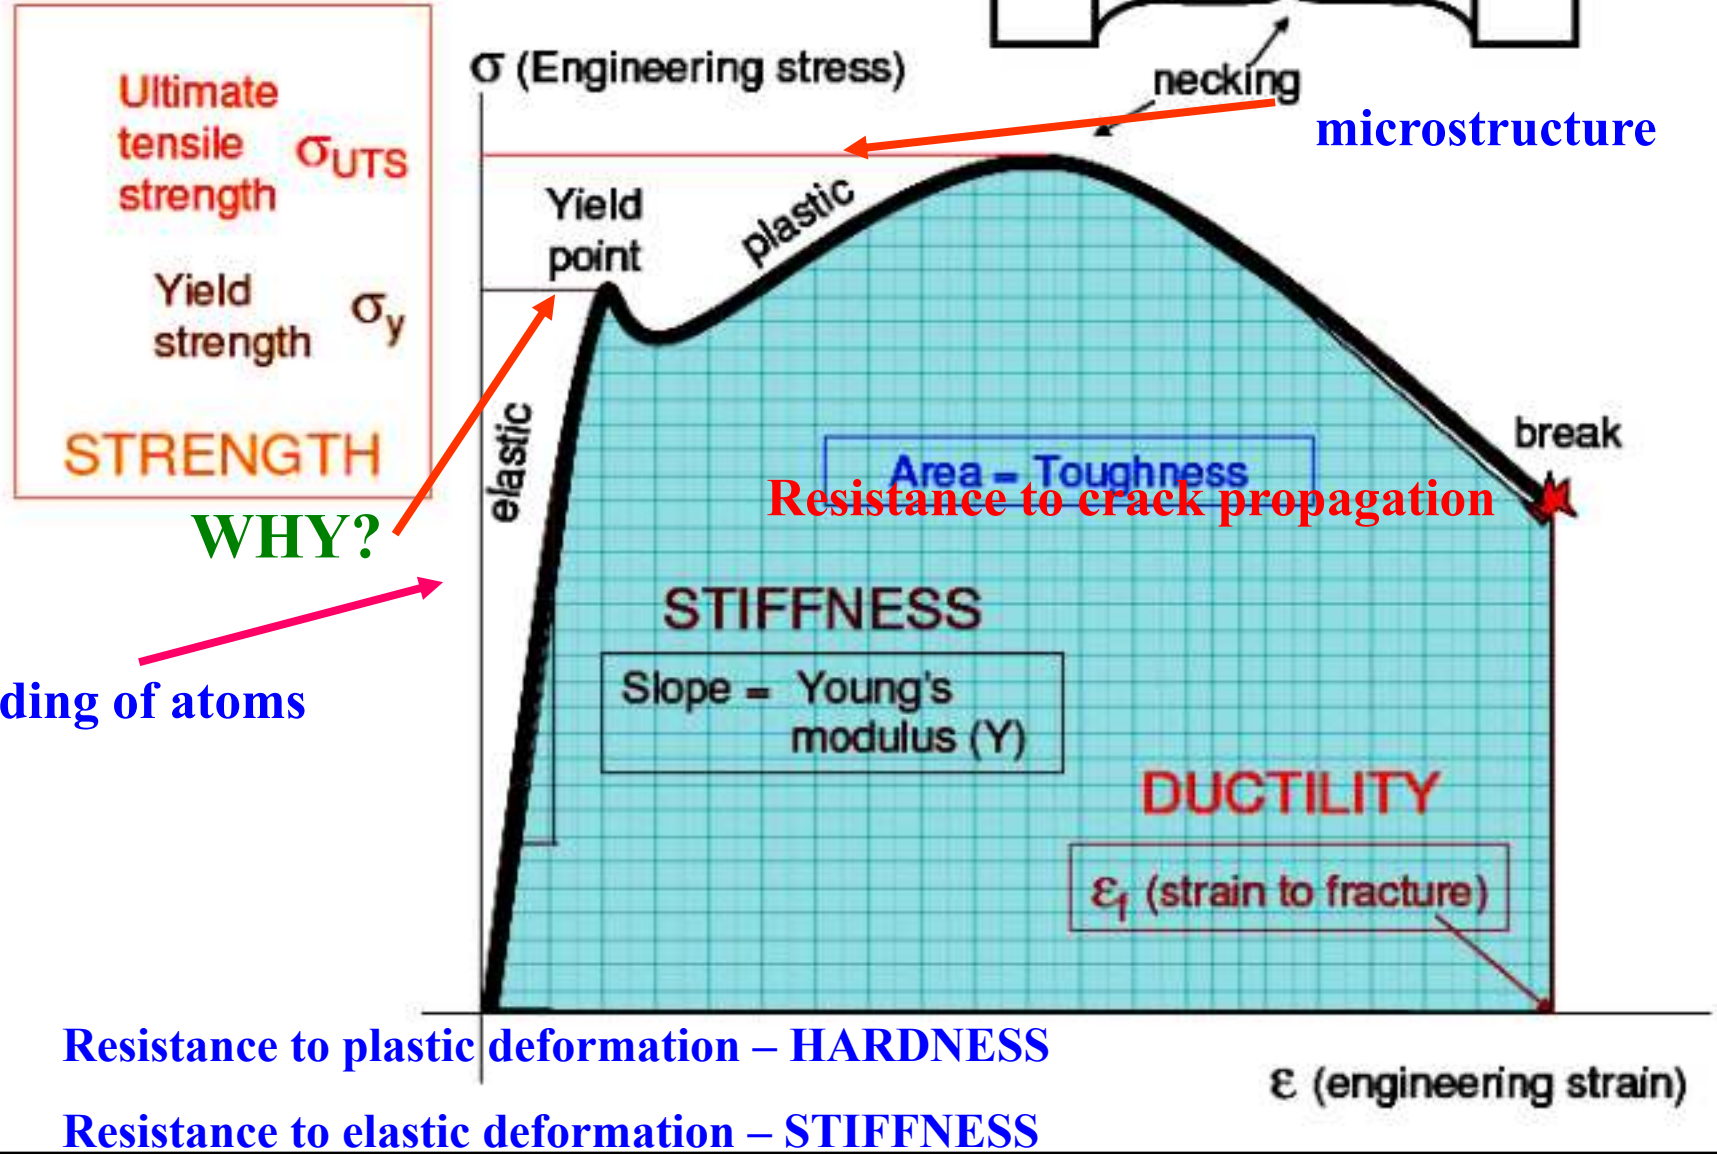 σ (Engineering stress)
necking
microstructure
Ultimate
tensile
strength
σUTS
Yield
strength
σy
STRENGTH
Yield
point
plastic
elastic
WHY?
break
Area = Toughness
Resistance to crack propagation
STIFFNESS
Slope = Young's
modulus (Y)
ding of atoms
DUCTILITY
εf (strain to fracture)
Resistance to plastic deformation – HARDNESS
ε (engineering strain)
Resistance to elastic deformation – STIFFNESS